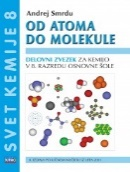 Andrej Smrdu
OD ATOMA
DO MOLEKULE
DELOVNI ZVEZEK ZA KEMIJO
V 8. RAZREDU OSNOVNE ŠOLE
SVET KEMIJE 8